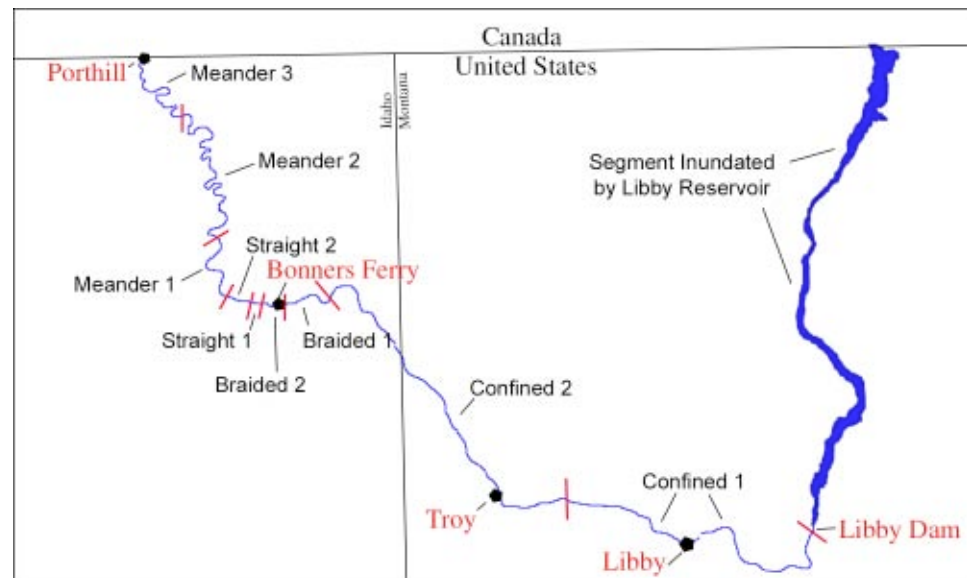 Canada
United States
Porthill
Meander 3
Idaho
Montana
Meander 2
Segment Inundated
by Libby Reservoir
Straight 2
Bonners Ferry
Meander 1
Straight 1
Braided 1
Braided 2
Confined 2
Confined 1
Troy
Libby
Libby Dam